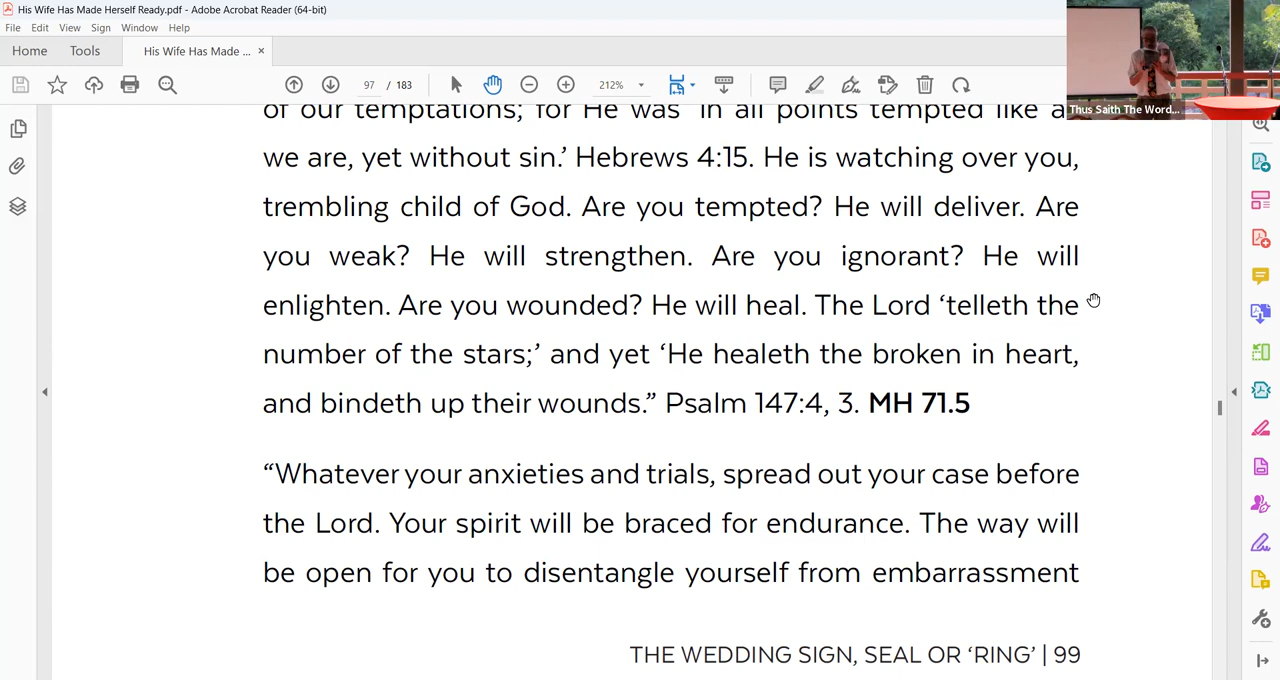 His Wife Has Made Herself Ready.pdf - Adobe Acrobat Reader (64-bit)
File Edit View Sign Window Help
Home Tools His Wife Has Made ... ×
97 / 183 212%
Thus Saith The Word...
of our temptations; for He was ‘in all points tempted like as
we are, yet without sin.’ Hebrews 4:15. He is watching over you,
trembling child of God. Are you tempted? He will deliver. Are
you weak? He will strengthen. Are you ignorant? He will
enlighten. Are you wounded? He will heal. The Lord ‘telleth the
number of the stars;’ and yet ‘He healeth the broken in heart,
and bindeth up their wounds.” Psalm 147:4, 3. MH 71.5
“Whatever your anxieties and trials, spread out your case before
the Lord. Your spirit will be braced for endurance. The way will
be open for you to disentangle yourself from embarrassment
THE WEDDING SIGN, SEAL OR ‘RING’ | 99